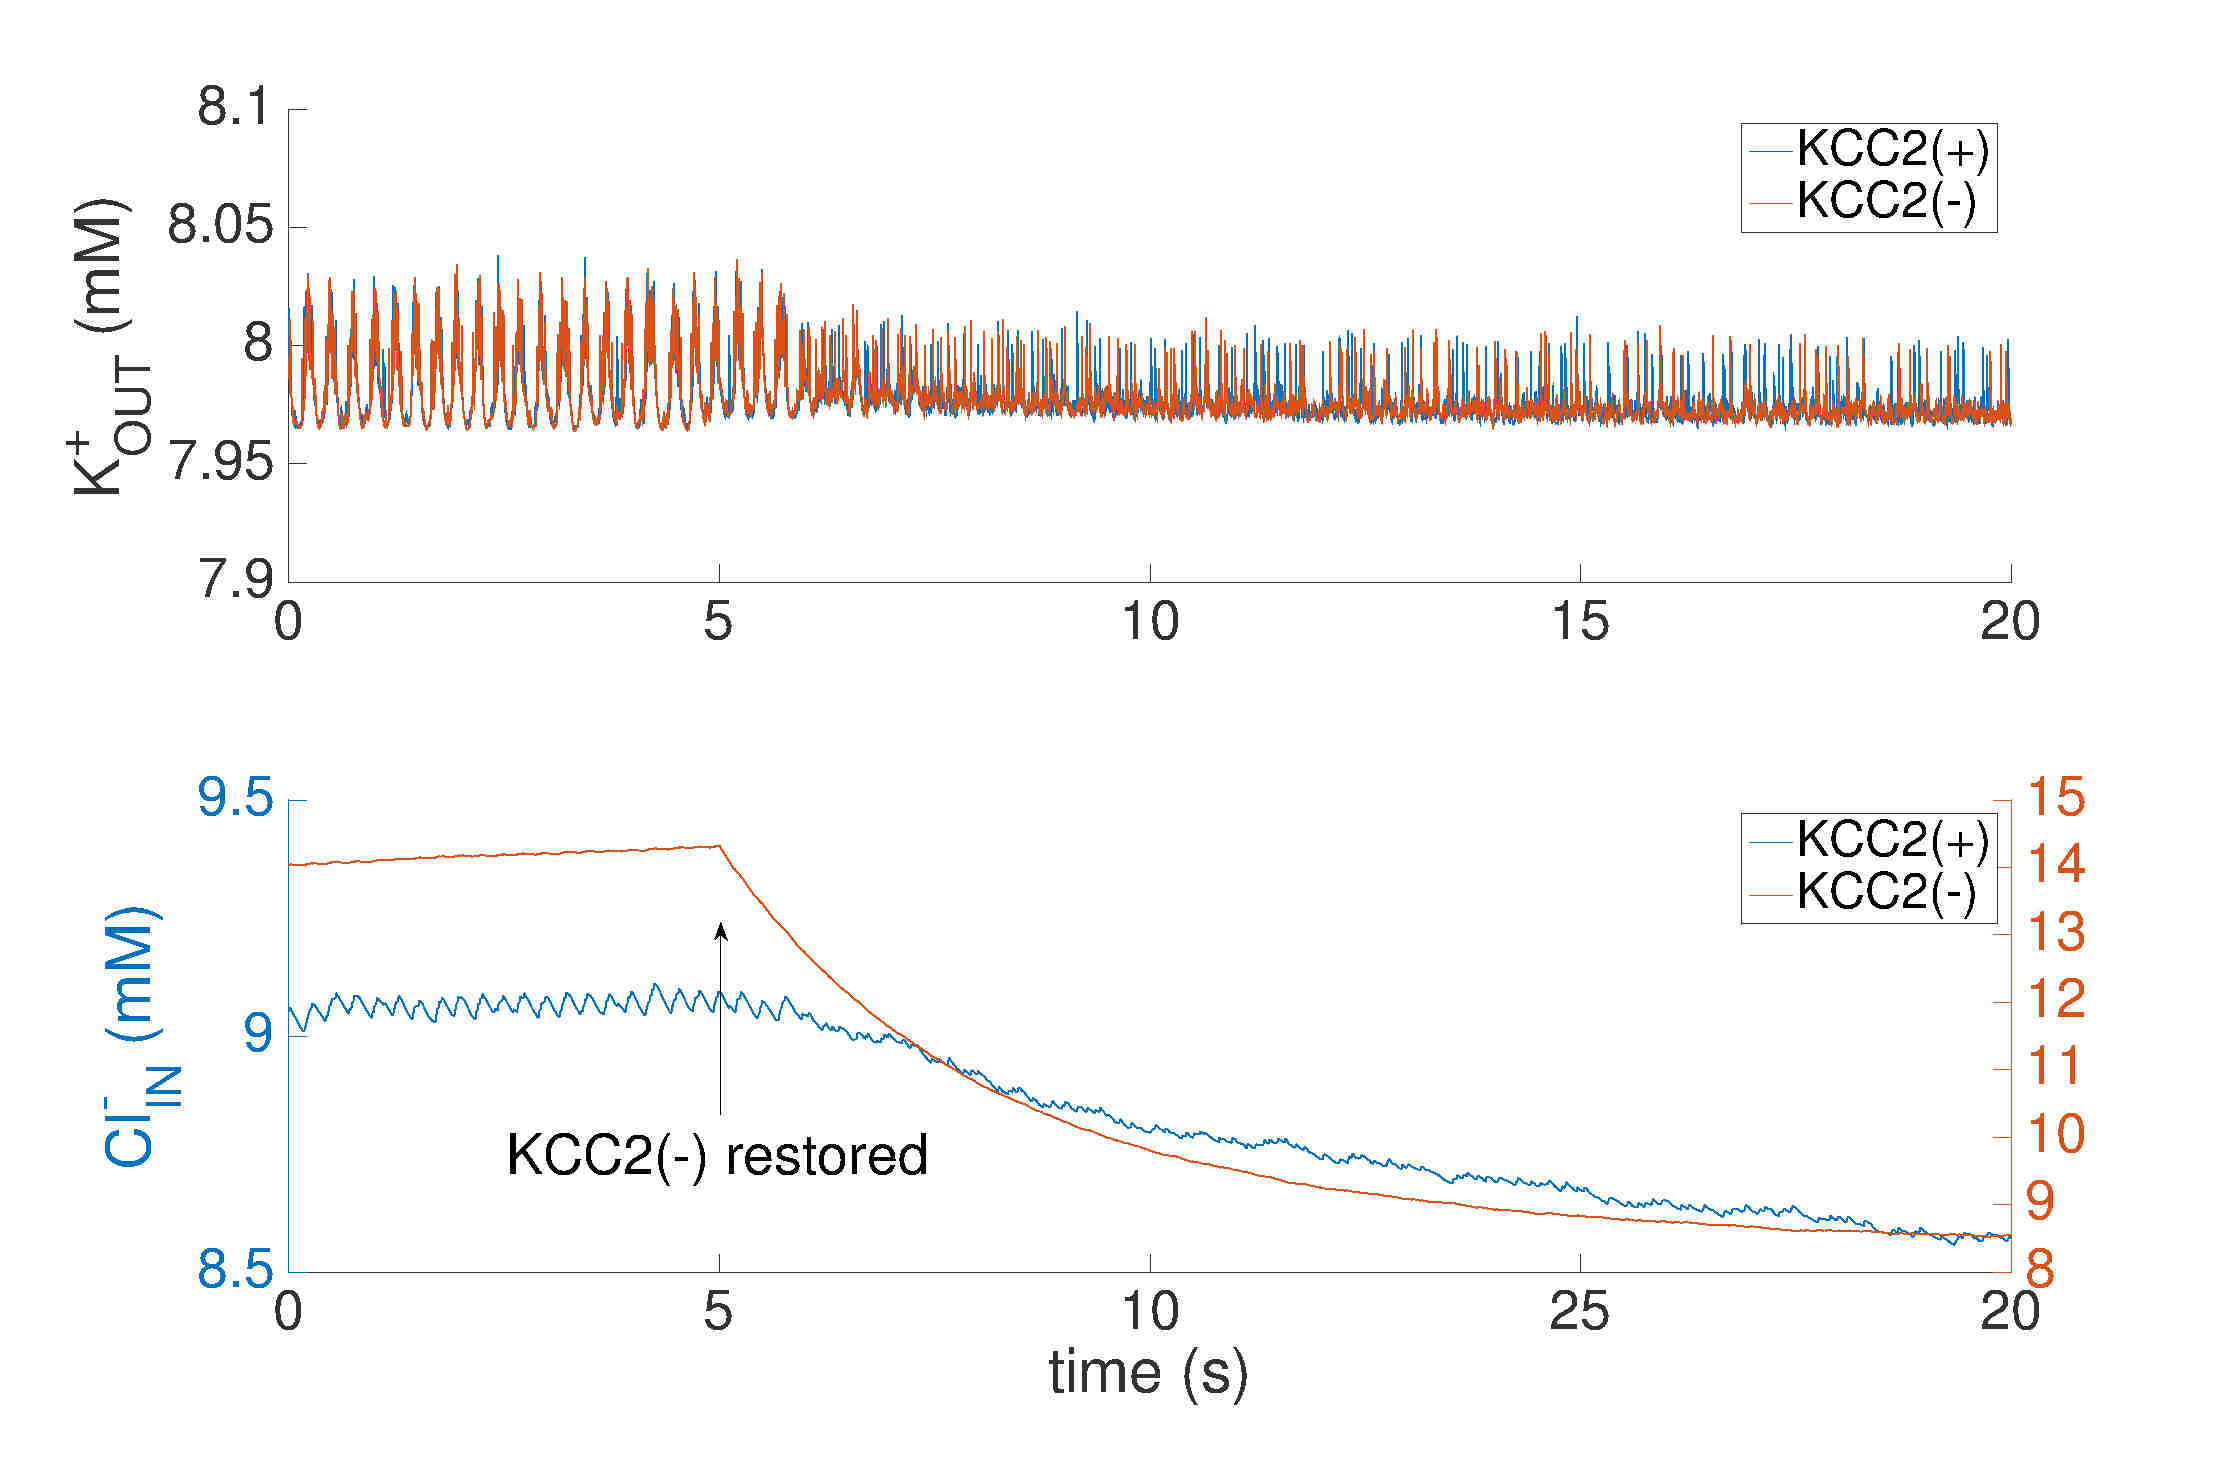 8.1
8.05
8
7.95
7.9
K+OUT (mM)
KCC2(+)
KCC2(-)
0 5 10 15 20
9.5
9
8.5
Cl-IN (mM)
15
14
13
12
11
10
9
8
KCC2(+)
KCC2(-)
KCC2(-) restored
0 5 10 25 20
time (s)